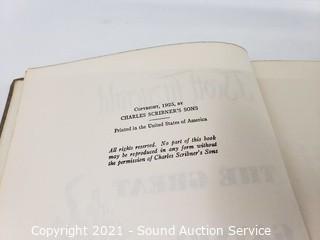 COPYRIGHT, 1925, BY
CHARLES SCRIBNER'S SONS
Printed in the United States of America
All rights reserved. No part of this book
may be reproduced in any form without
the permission of Charles Scribner's Sons
THE GREAT
Copyright © 2021 - Sound Auction Service